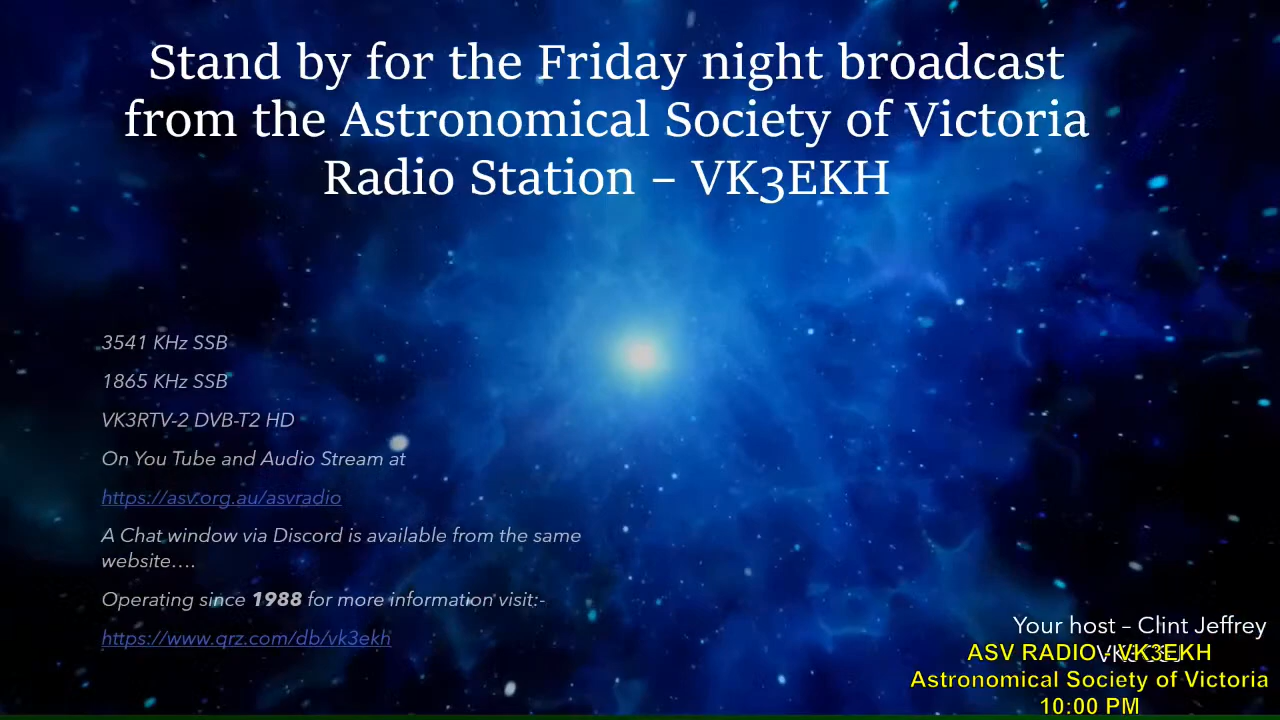 Stand by for the Friday night broadcast
from the Astronomical Society of Victoria
Radio Station – VK3EKH
3541 KHz SSB
1865 KHz SSB
VK3RTV-2 DVB-T2 HD
On You Tube and Audio Stream at
https://asv.org.au/asvradio
A Chat window via Discord is available from the same
website….
Operating since 1988 for more information visit:-
https://www.qrz.com/db/vk3ekh
Your host – Clint Jeffrey
ASV RADIO - VK3EKH
Astronomical Society of Victoria
10:00 PM